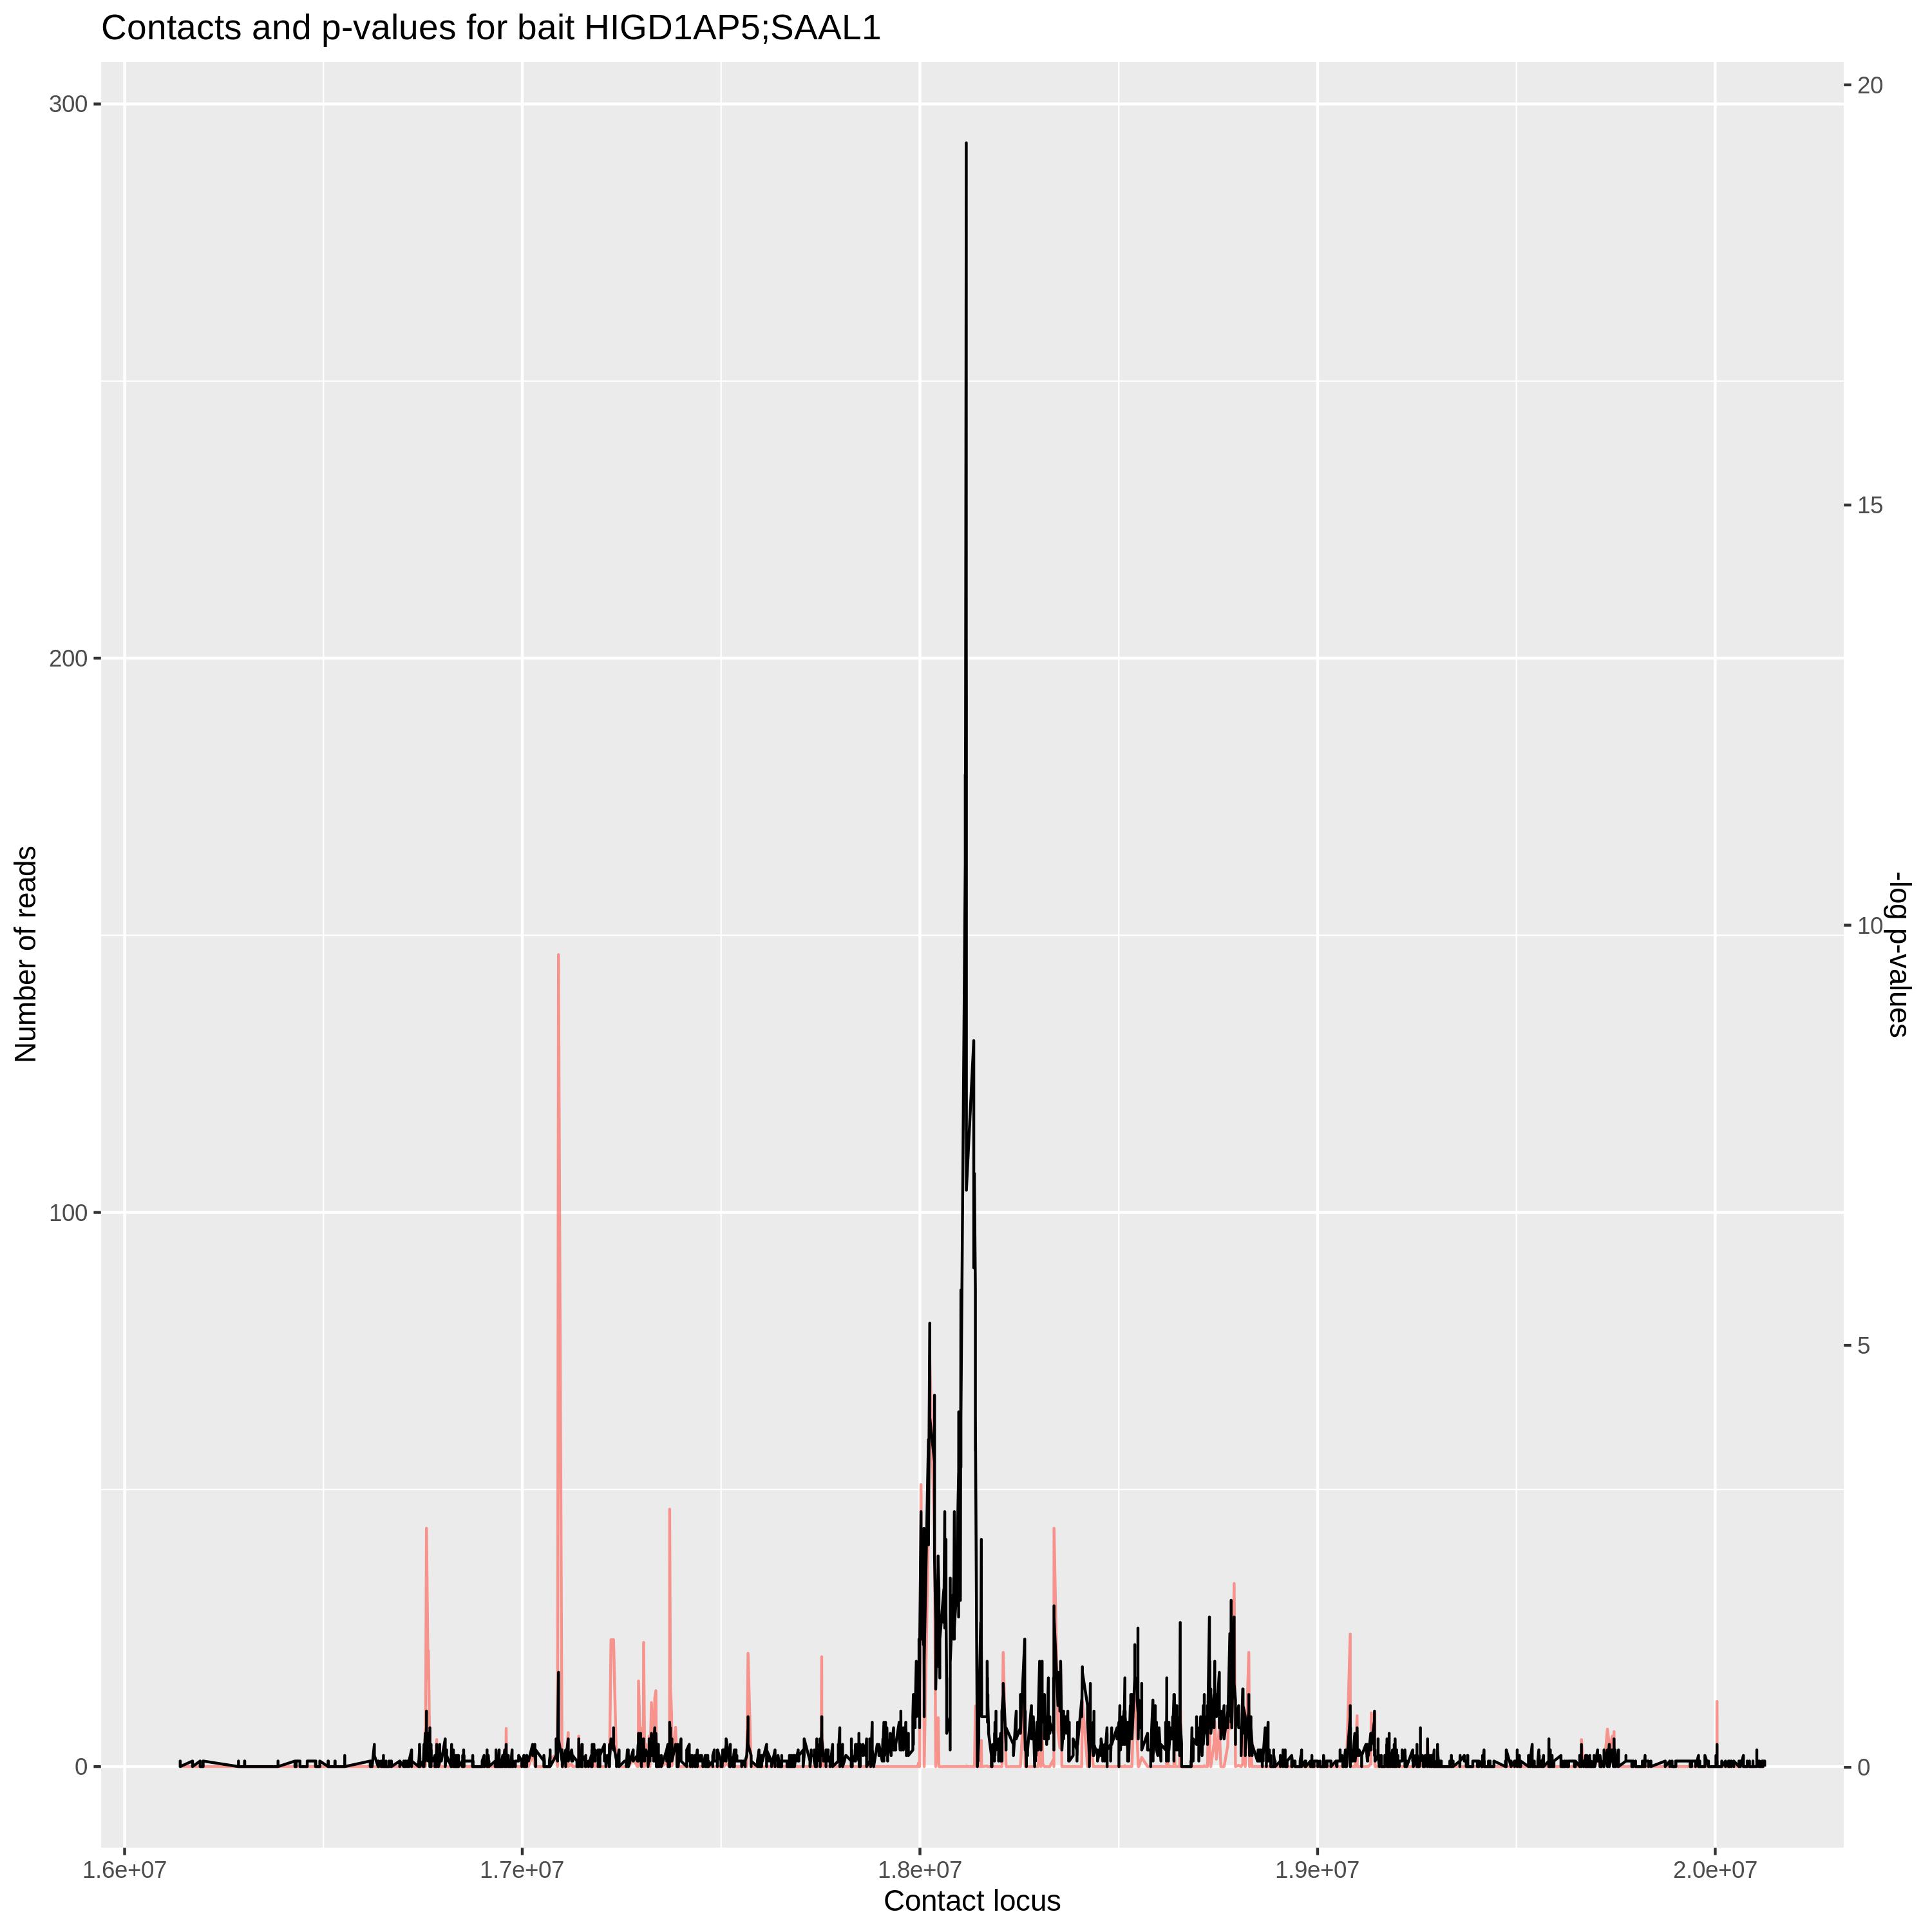 Contacts and p-values for bait HIGD1AP5;SAAL1
300
200
100
0
Number of reads
20
15
10
5
0
-log p-values
1.6e+07
1.7e+07
1.8e+07
1.9e+07
2.0e+07
Contact locus